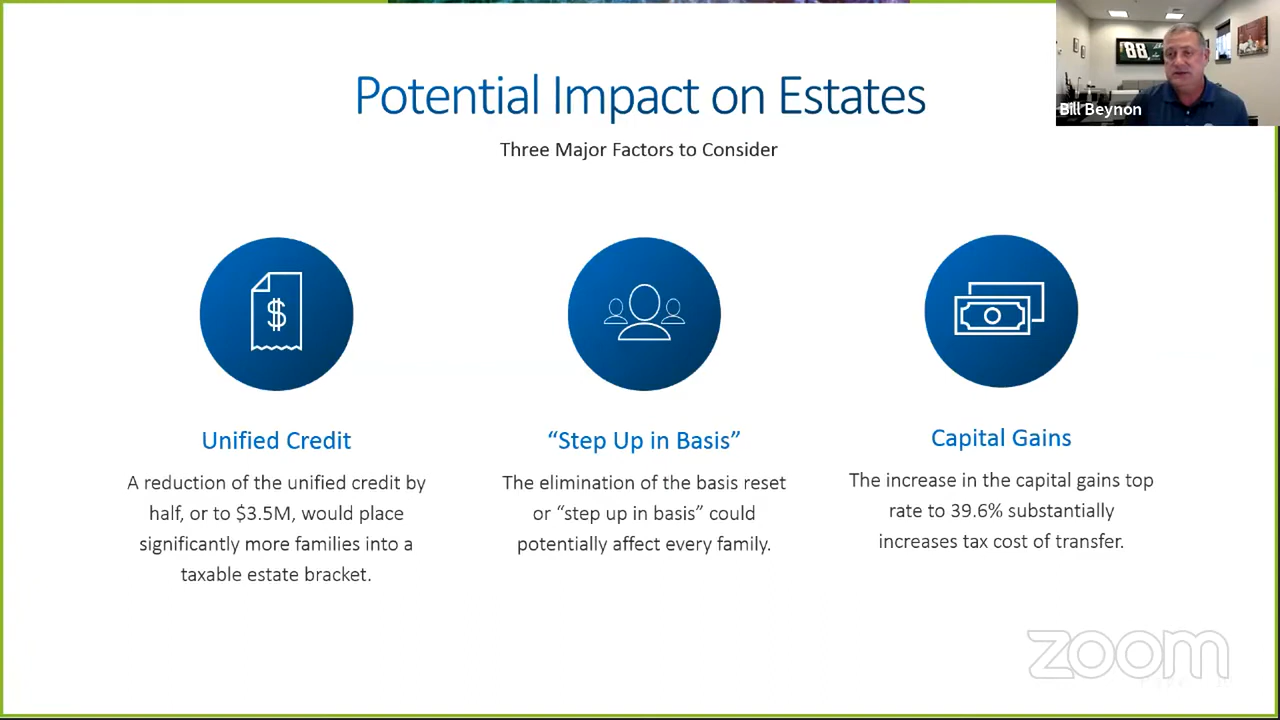 Potential Impact on Estates
Three Major Factors to Consider
88
Bill Beynon
$
Unified Credit
A reduction of the unified credit by
half, or to $3.5M, would place
significantly more families into a
taxable estate bracket.
“Step Up in Basis”
The elimination of the basis reset
or “step up in basis” could
potentially affect every family.
Capital Gains
The increase in the capital gains top
rate to 39.6% substantially
increases tax cost of transfer.
zoom